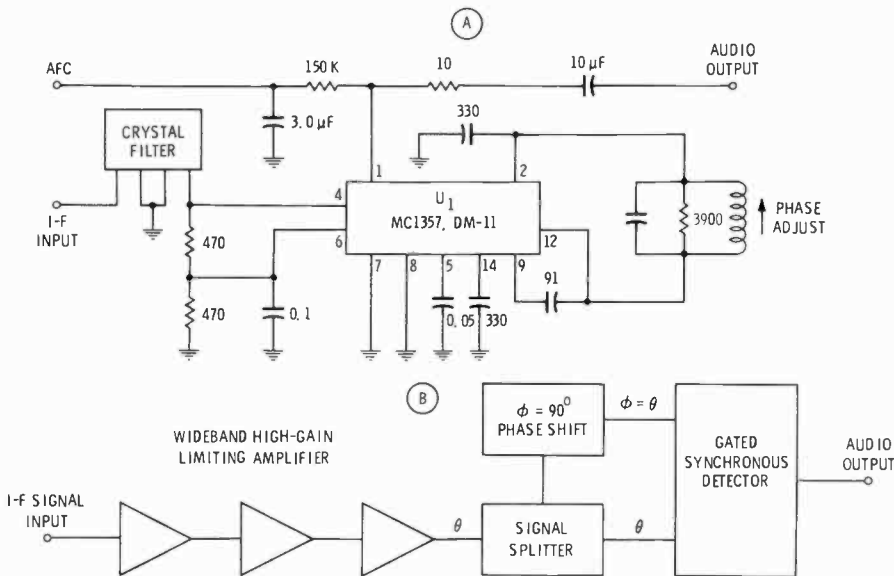 A
AFC
150 K
10
10 µF
AUDIO
OUTPUT
3.0 µF
330
CRYSTAL
FILTER
1
2
U1
MC1357, DM-11
4
6
12
7
8
5
14
9
I-F
INPUT
470
470
0.1
0.05
330
91
3900
PHASE
ADJUST
B
WIDEBAND HIGH-GAIN
LIMITING AMPLIFIER
ϕ = 90°
PHASE SHIFT
ϕ = θ
GATED
SYNCHRONOUS
DETECTOR
AUDIO
OUTPUT
I-F SIGNAL
INPUT
θ
SIGNAL
SPLITTER
θ